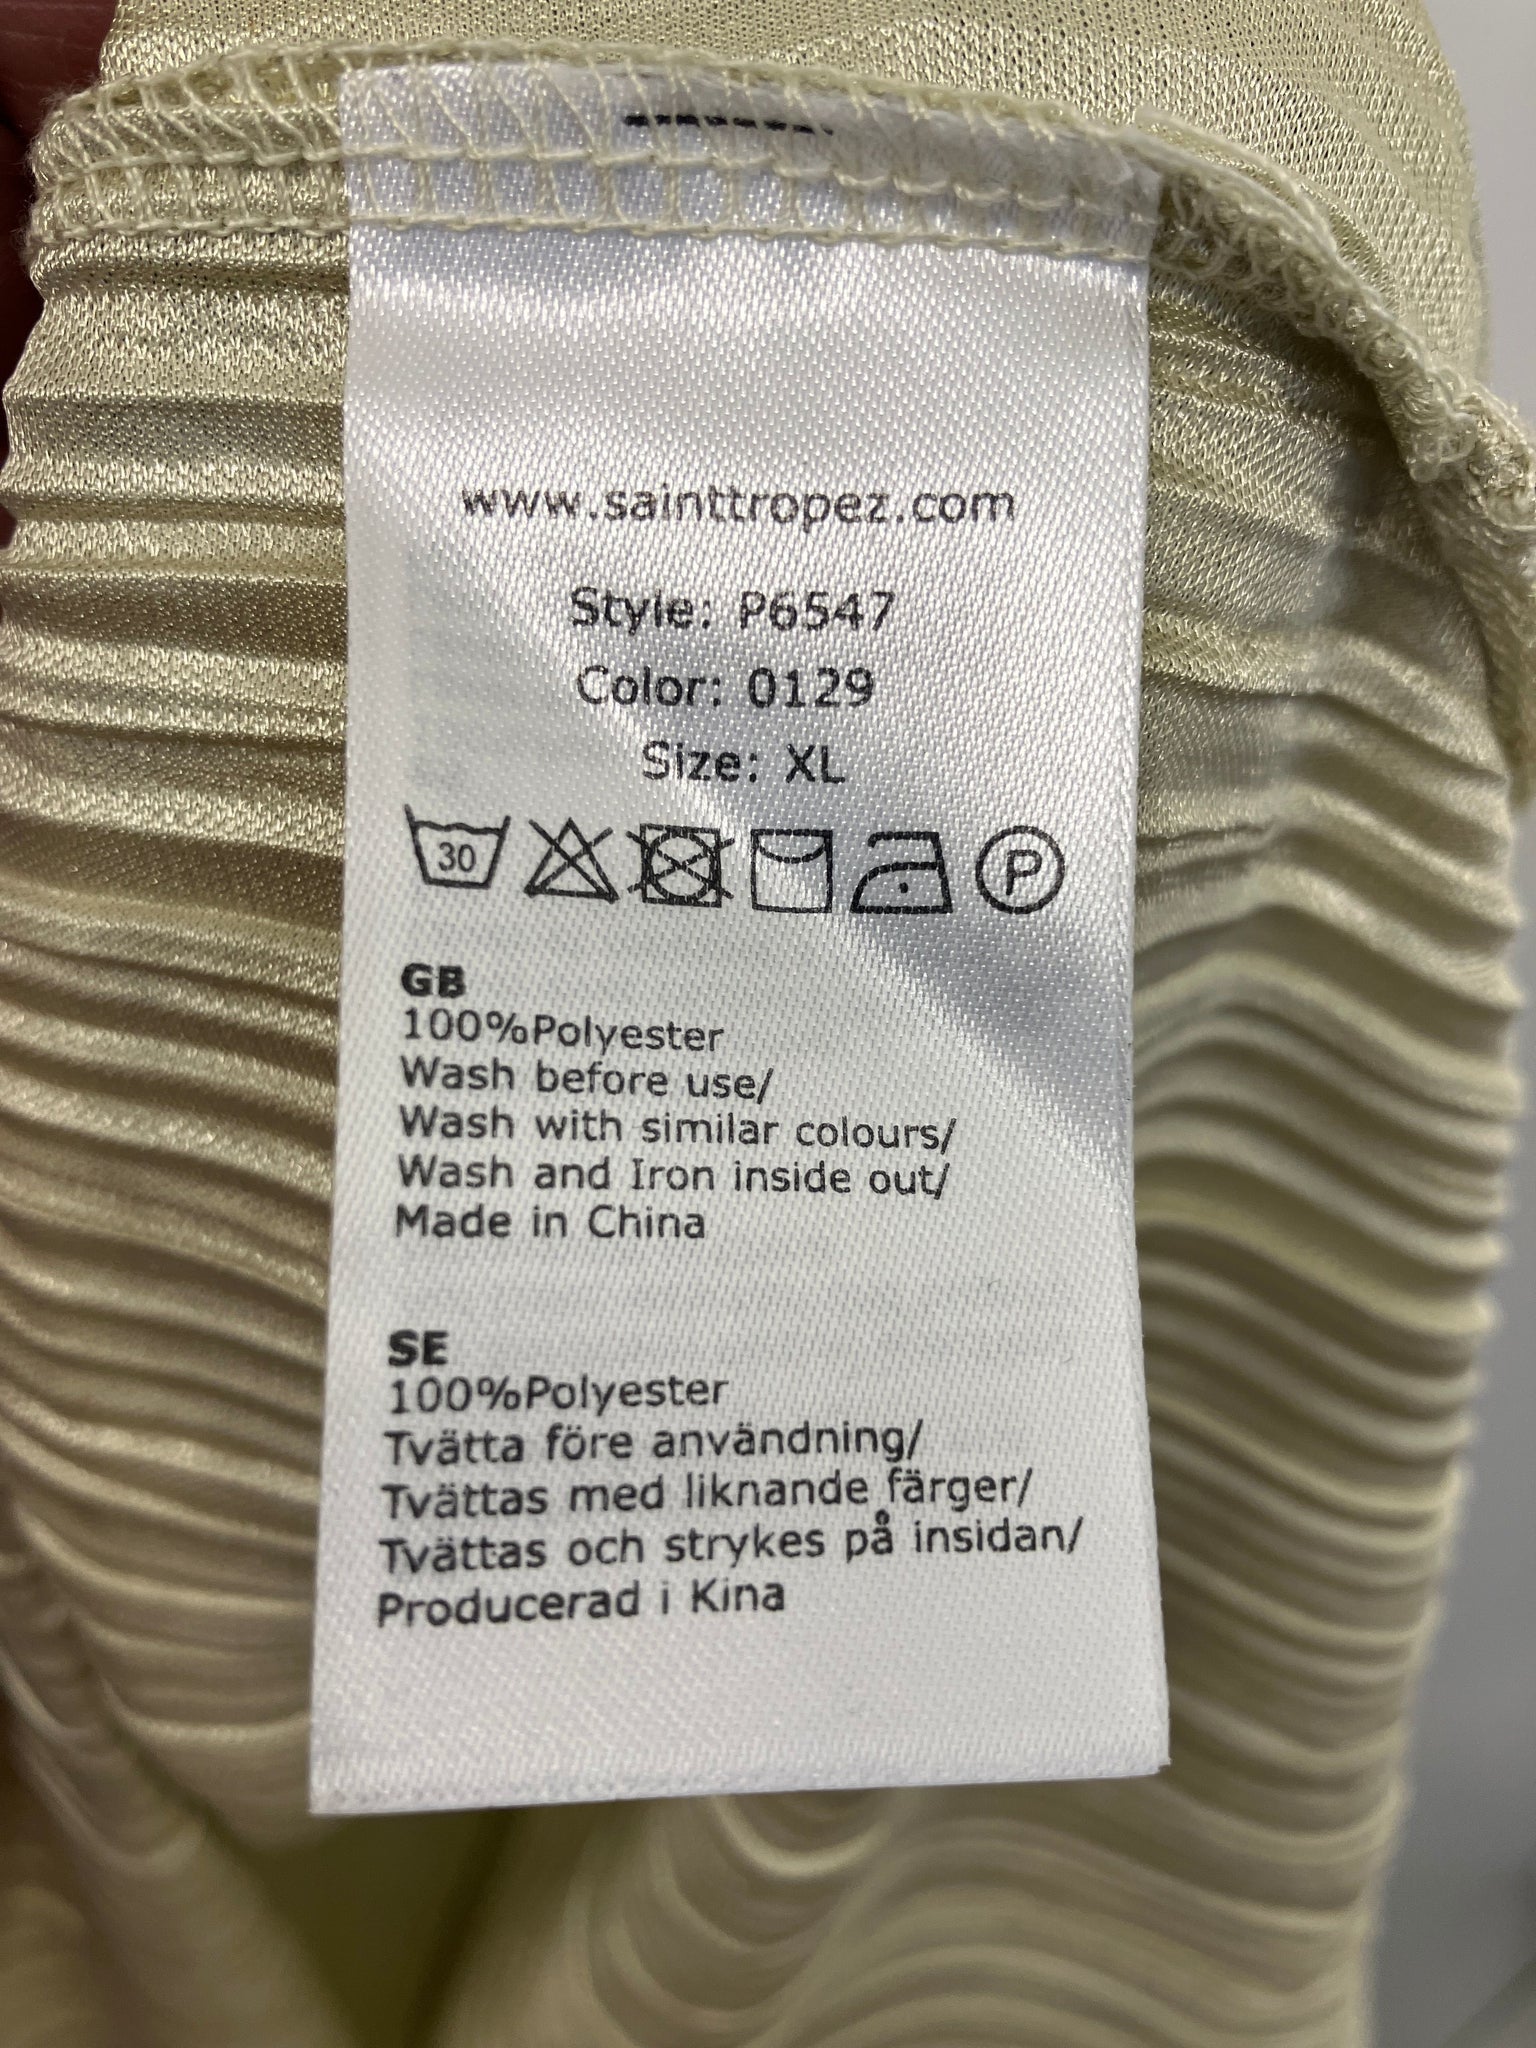 www.sainttropez.com
Style: P6547
Color: 0129
Size: XL
30 P
GB
100%Polyester
Wash before use/
Wash with similar colours/
Wash and Iron inside out/
Made in China
SE
100%Polyester
Tvätta före användning/
Tvättas med liknande färger/
Tvättas och strykes på insidan/
Producerad i Kina